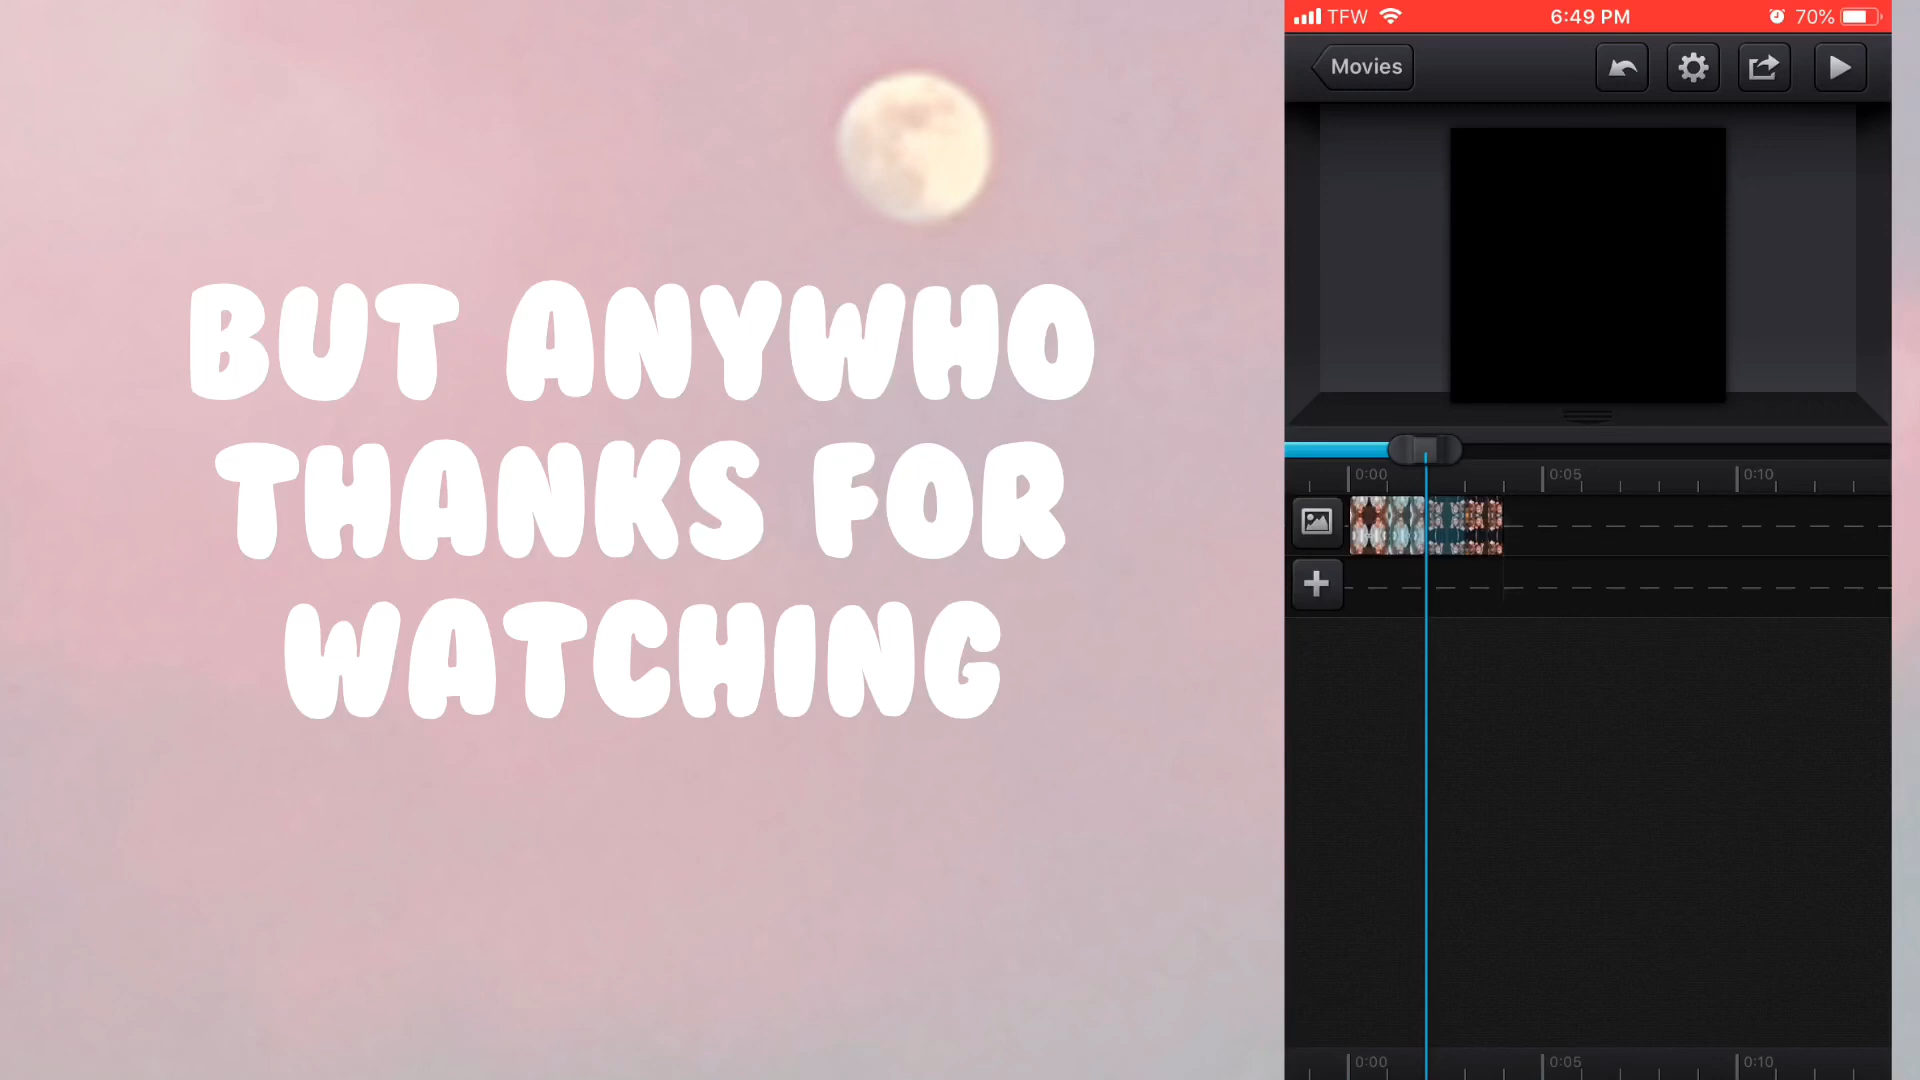 TFW 6:49 PM 70%
Movies
BUT ANYWHO
THANKS FOR
WATCHING
0:00 0:05 0:10
0:00 0:05 0:10